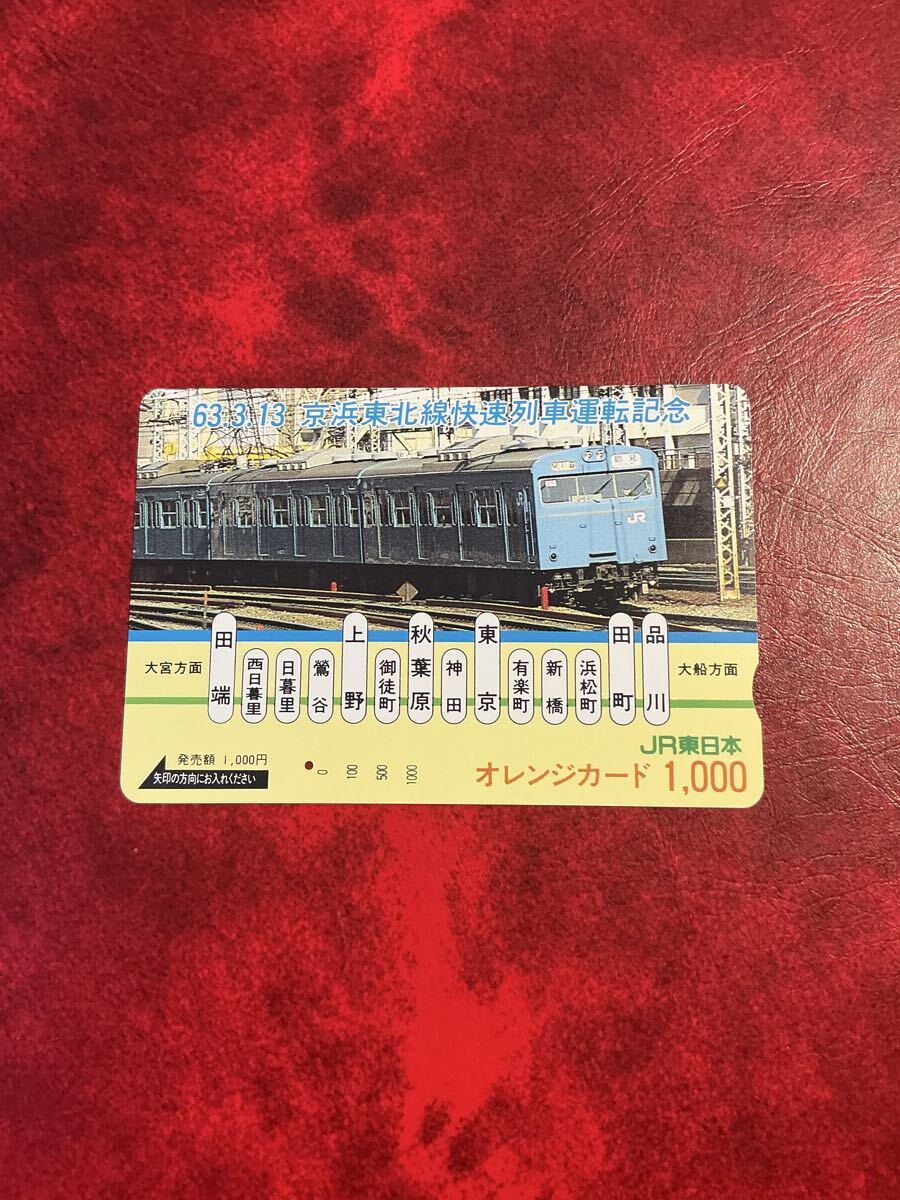 63.3.13 京浜東北線快速列車運転記念
JR
大宮方面
田端
西日暮里
日暮里
鶯谷
上野
御徒町
秋葉原
神田
東京
有楽町
新橋
浜松町
田町
品川
大船方面
JR東日本
発売額 1,000円
矢印の方向にお入れください
0
100
500
1000
オレンジカード 1,000